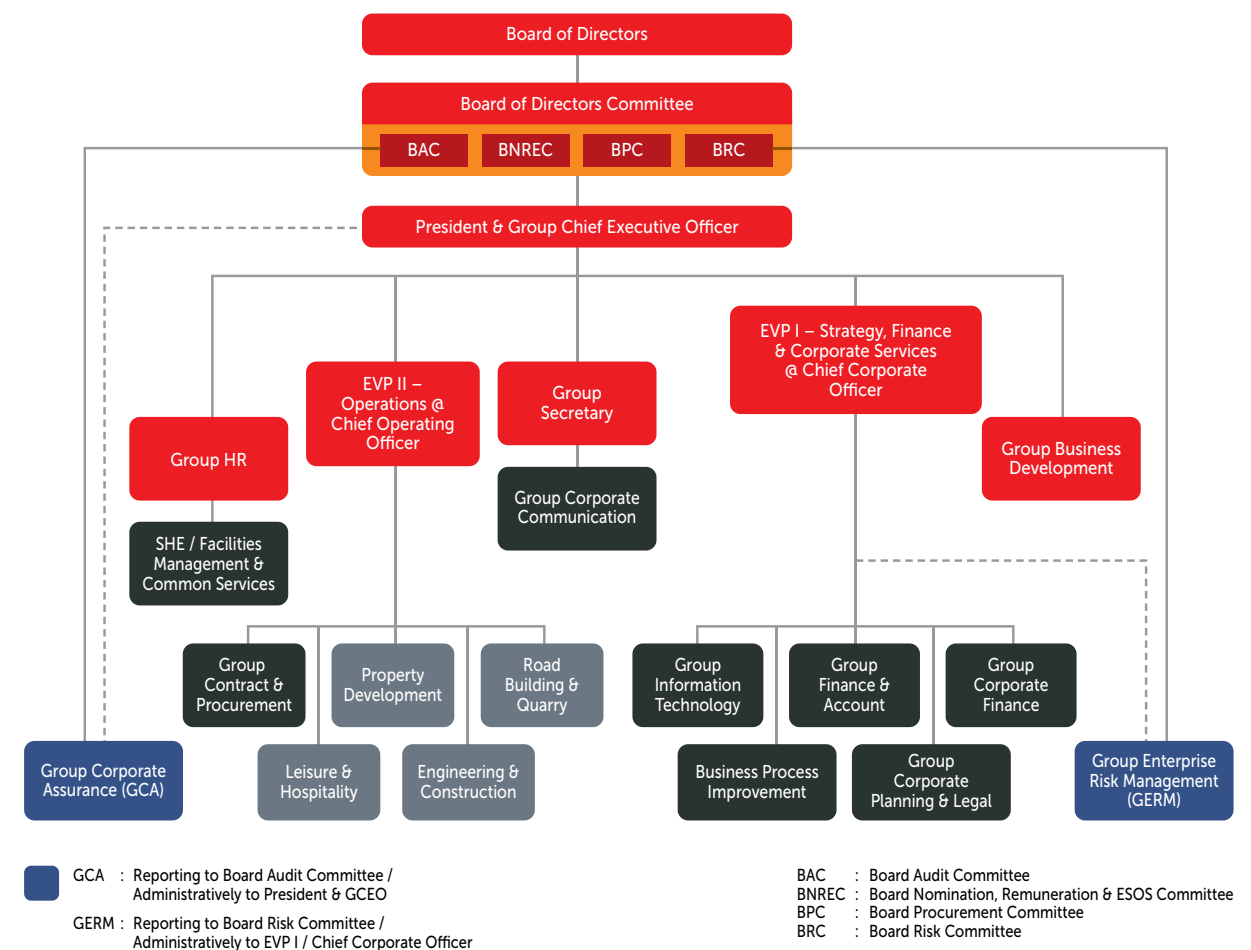 Board of Directors
Board of Directors Committee
BAC
BNREC
BPC
BRC
President & Group Chief Executive Officer
EVP I – Strategy, Finance
& Corporate Services
@ Chief Corporate
Officer
EVP II –
Operations @
Chief Operating
Officer
Group
Secretary
Group HR
Group Business
Development
Group Corporate
Communication
SHE / Facilities
Management &
Common Services
Group
Contract &
Procurement
Property
Development
Road
Building &
Quarry
Group
Information
Technology
Group
Finance &
Account
Group
Corporate
Finance
Group Corporate
Assurance (GCA)
Leisure &
Hospitality
Engineering &
Construction
Business Process
Improvement
Group
Corporate
Planning & Legal
Group Enterprise
Risk Management
(GERM)
GCA : Reporting to Board Audit Committee /
Administratively to President & GCEO
GERM : Reporting to Board Risk Committee /
Administratively to EVP I / Chief Corporate Officer
BAC : Board Audit Committee
BNREC : Board Nomination, Remuneration & ESOS Committee
BPC : Board Procurement Committee
BRC : Board Risk Committee